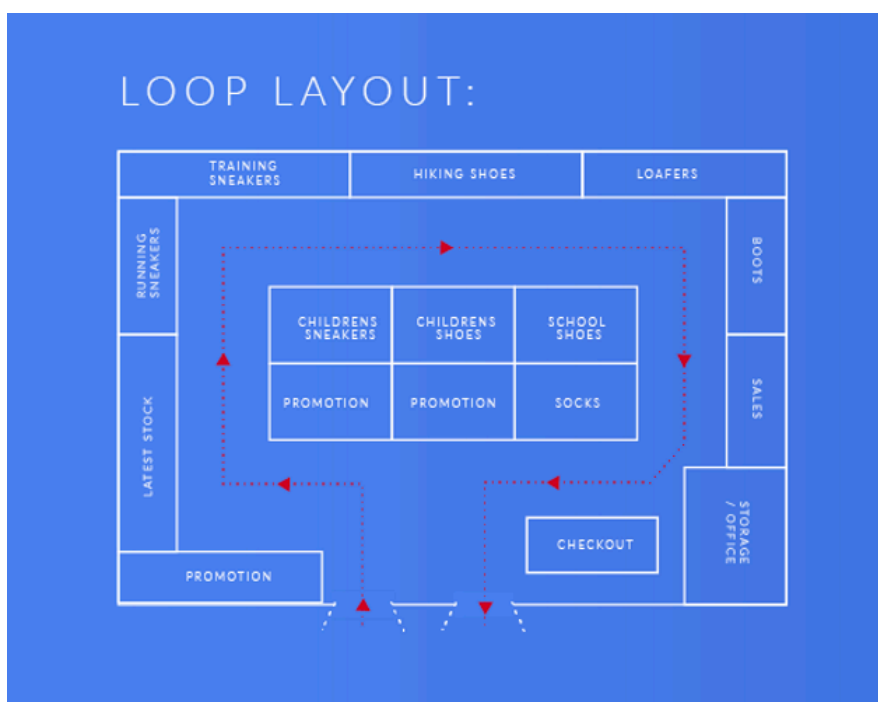 LOOP LAYOUT:
TRAINING
SNEAKERS
HIKING SHOES
LOAFERS
RUNNING
SNEAKERS
BOOTS
CHILDRENS
SNEAKERS
CHILDRENS
SHOES
SCHOOL
SHOES
PROMOTION
PROMOTION
SOCKS
SALES
LATEST STOCK
STORAGE
/ OFFICE
CHECKOUT
PROMOTION